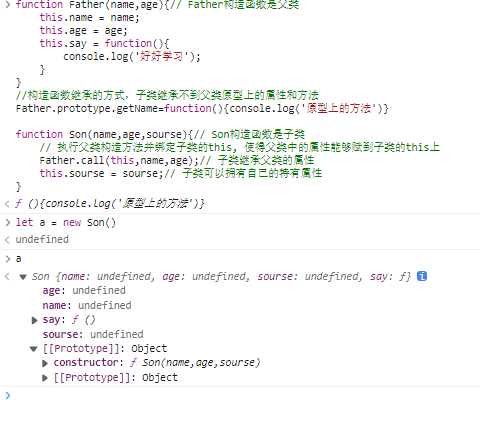 function Father(name,age){// Father构造函数是父类
this.name = name;
this.age = age;
this.say = function(){
console.log('好好学习');
}
}
//构造函数继承的方式，子类继承不到父类原型上的属性和方法
Father.prototype.getName=function(){console.log('原型上的方法')}
function Son(name,age,sourse){// Son构造函数是子类
// 执行父类构造方法并绑定子类的this, 使得父类中的属性能够赋到子类的this上
Father.call(this,name,age);// 子类继承父类的属性
this.sourse = sourse;// 子类可以拥有自己的特有属性
}
ƒ (){console.log('原型上的方法')}
let a = new Son()
undefined
a
Son {name: undefined, age: undefined, sourse: undefined, say: ƒ}
age: undefined
name: undefined
say: ƒ ()
sourse: undefined
[[Prototype]]: Object
constructor: ƒ Son(name,age,sourse)
[[Prototype]]: Object